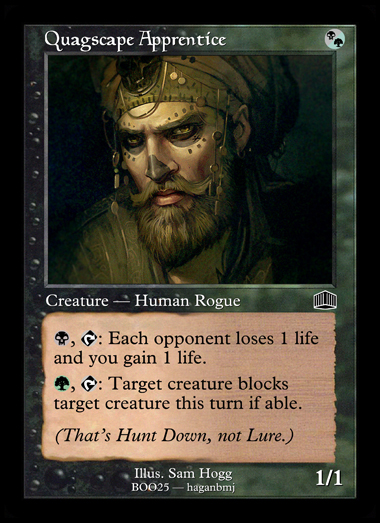 Quagscape Apprentice
Creature — Human Rogue
: Each opponent loses 1 life
and you gain 1 life.
: Target creature blocks
target creature this turn if able.
(That's Hunt Down, not Lure.)
Illus. Sam Hogg
BOO25 — haganbmj
1/1